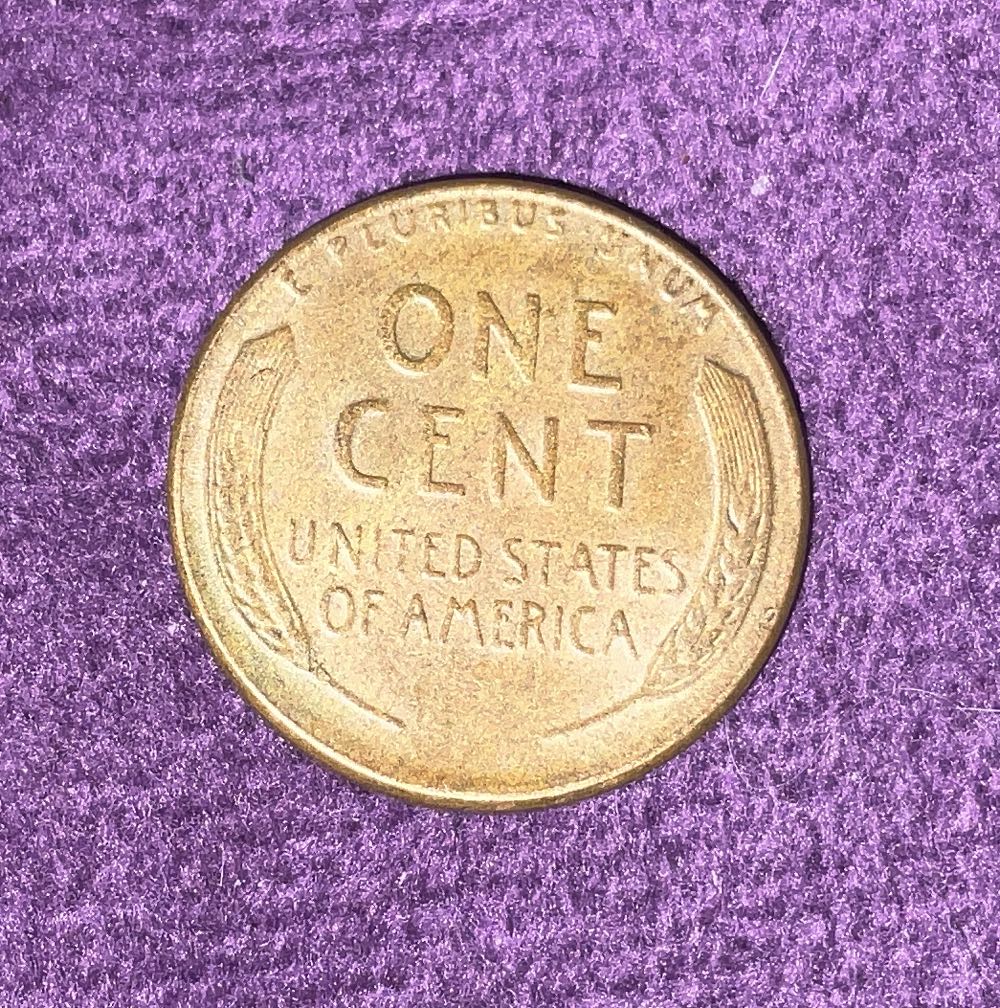 E PLURIBUS UNUM
ONE
CENT
UNITED STATES
OF AMERICA